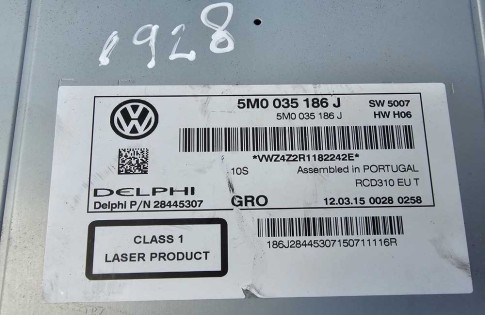 0928
5M0 035 186 J SW 5007
5M0 035 186 J HW H06
*VWZ4Z2R1182242E*
10S Assembled in PORTUGAL
RCD310 EU T
DELPHI
Delphi P/N 28445307 GRO 12.03.15 0028 0258
CLASS 1
LASER PRODUCT
186J28445307150711116R